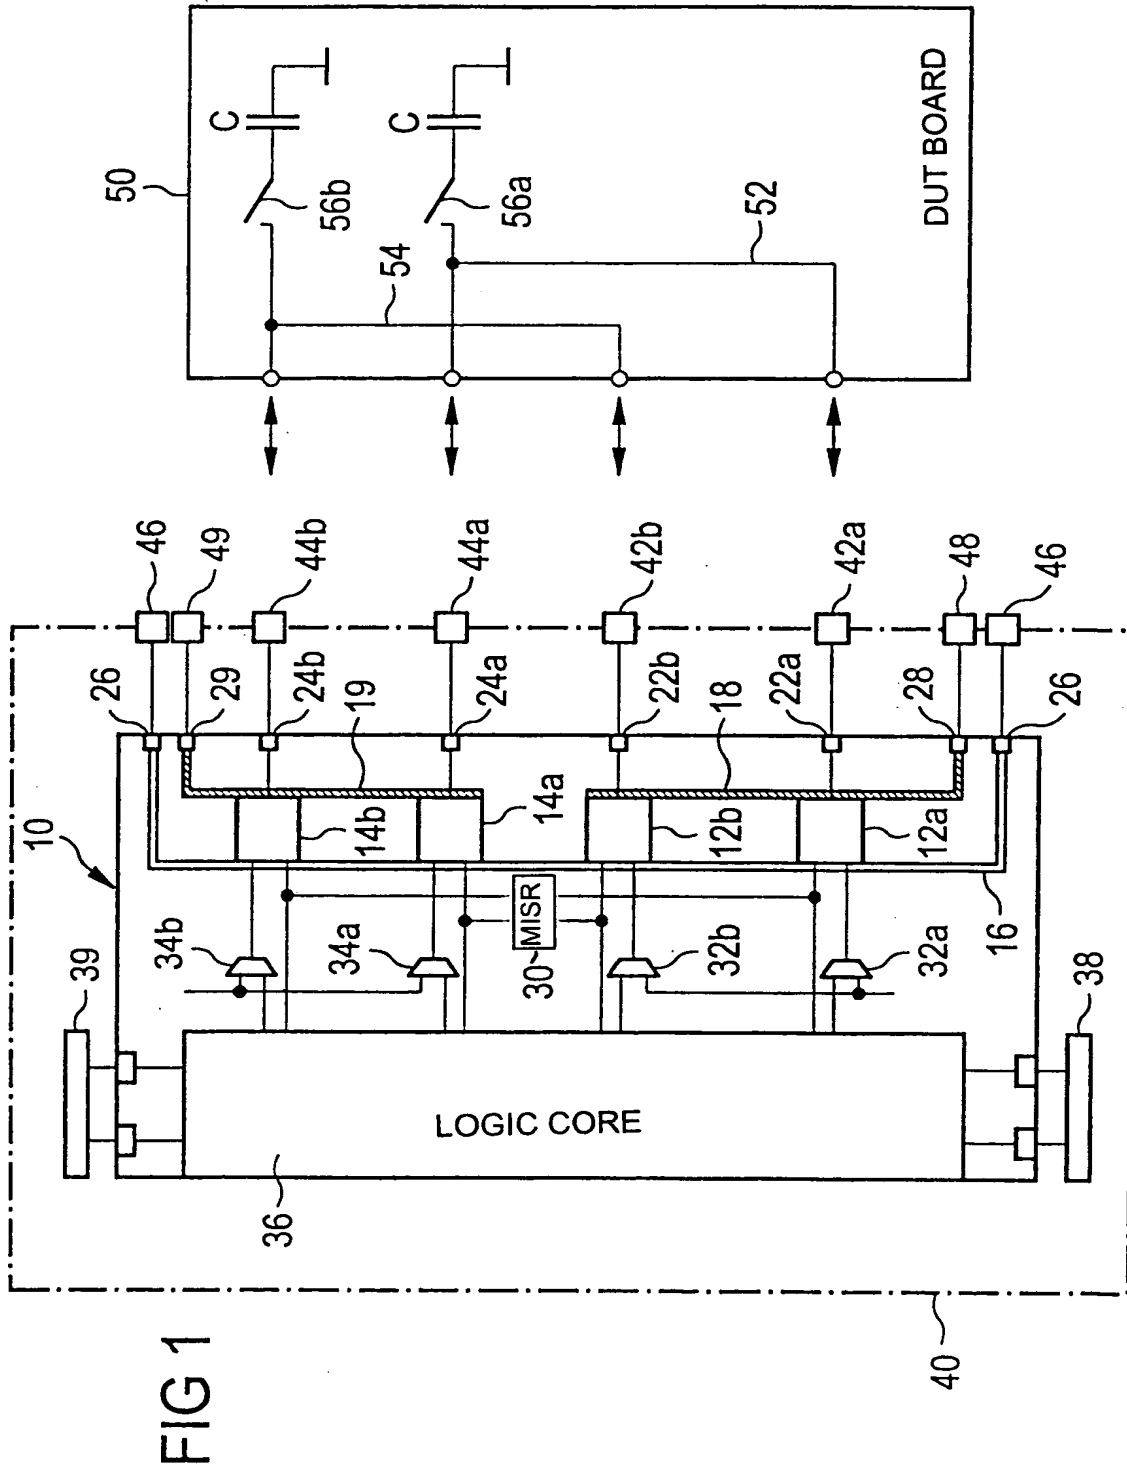 FIG 1
40
50
C
C
56b
56a
54
52
DUT BOARD
46
49
44b
44a
42b
42a
48
46
26
29
24b
19
24a
22b
18
22a
28
26
10
14b
14a
12b
12a
16
39
34b
34a
MISR
30
32b
32a
38
LOGIC CORE
36